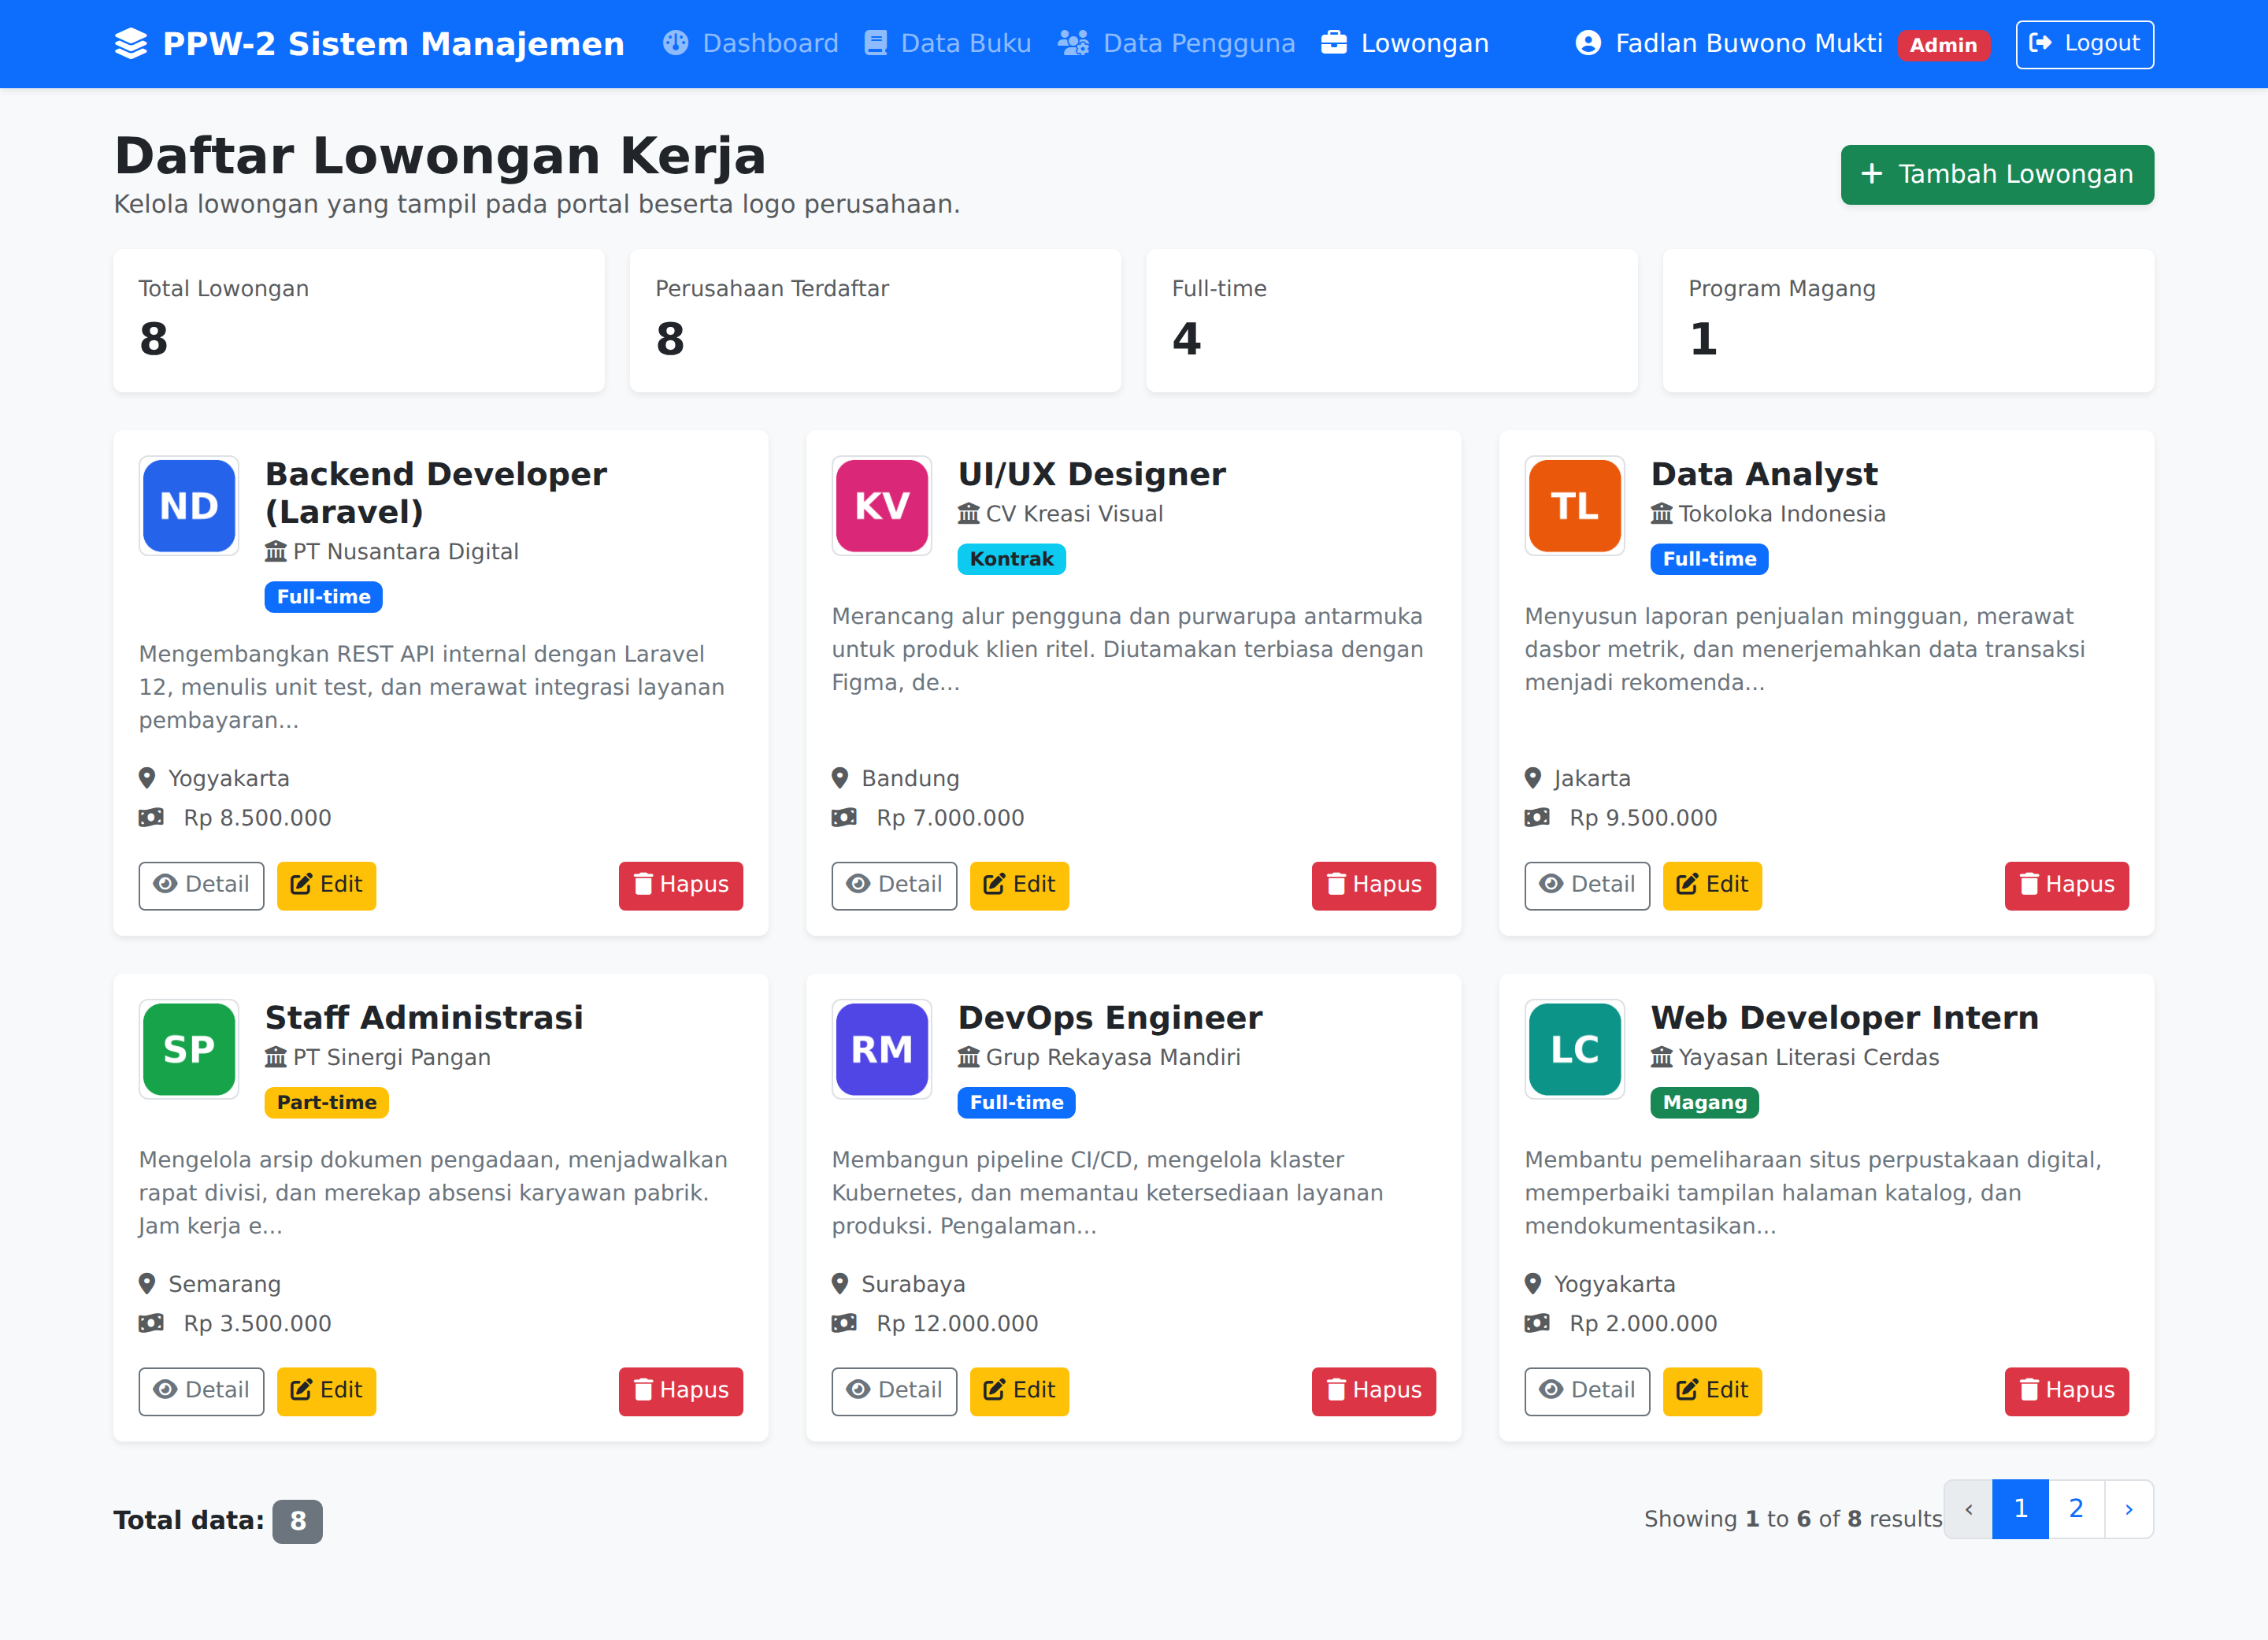 PPW-2 Sistem Manajemen Dashboard Data Buku Data Pengguna Lowongan Fadlan Buwono Mukti Admin Logout
Daftar Lowongan Kerja
Kelola lowongan yang tampil pada portal beserta logo perusahaan.
Tambah Lowongan
Total Lowongan
8
Perusahaan Terdaftar
8
Full-time
4
Program Magang
1
ND
Backend Developer
(Laravel)
PT Nusantara Digital
Full-time
Mengembangkan REST API internal dengan Laravel
12, menulis unit test, dan merawat integrasi layanan
pembayaran...
Yogyakarta
Rp 8.500.000
Detail Edit Hapus
KV
UI/UX Designer
CV Kreasi Visual
Kontrak
Merancang alur pengguna dan purwarupa antarmuka
untuk produk klien ritel. Diutamakan terbiasa dengan
Figma, de...
Bandung
Rp 7.000.000
Detail Edit Hapus
TL
Data Analyst
Tokoloka Indonesia
Full-time
Menyusun laporan penjualan mingguan, merawat
dasbor metrik, dan menerjemahkan data transaksi
menjadi rekomenda...
Jakarta
Rp 9.500.000
Detail Edit Hapus
SP
Staff Administrasi
PT Sinergi Pangan
Part-time
Mengelola arsip dokumen pengadaan, menjadwalkan
rapat divisi, dan merekap absensi karyawan pabrik.
Jam kerja e...
Semarang
Rp 3.500.000
Detail Edit Hapus
RM
DevOps Engineer
Grup Rekayasa Mandiri
Full-time
Membangun pipeline CI/CD, mengelola klaster
Kubernetes, dan memantau ketersediaan layanan
produksi. Pengalaman...
Surabaya
Rp 12.000.000
Detail Edit Hapus
LC
Web Developer Intern
Yayasan Literasi Cerdas
Magang
Membantu pemeliharaan situs perpustakaan digital,
memperbaiki tampilan halaman katalog, dan
mendokumentasikan...
Yogyakarta
Rp 2.000.000
Detail Edit Hapus
Total data: 8
Showing 1 to 6 of 8 results ‹ 1 2 ›